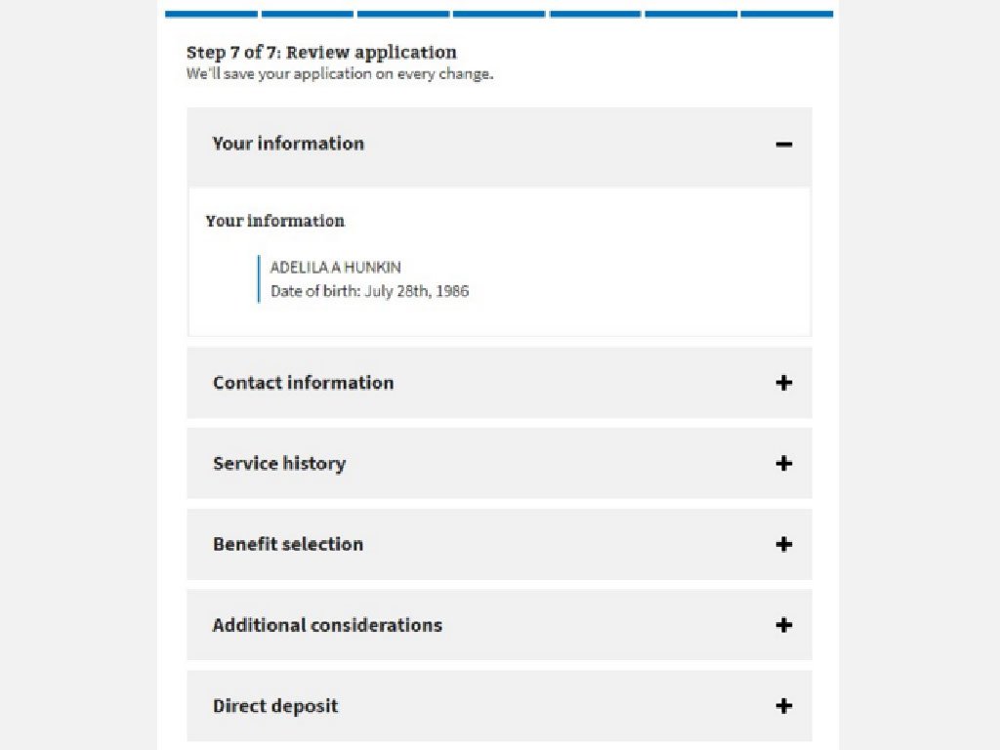 Step 7 of 7: Review application
We'll save your application on every change.
Your information
Your information
ADELILA A HUNKIN
Date of birth: July 28th, 1986
Contact information
Service history
Benefit selection
Additional considerations
Direct deposit